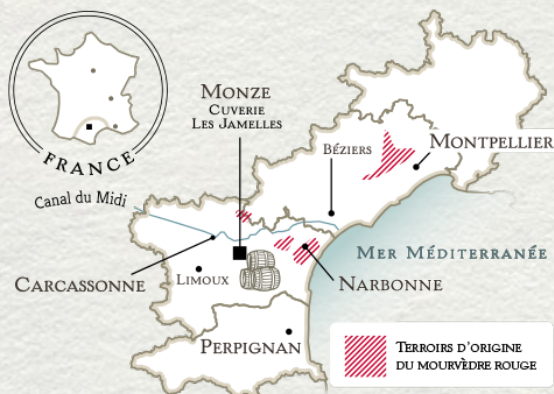 FRANCE
MONZE
CUVERIE
LES JAMELLES
BÉZIERS
MONTPELLIER
Canal du Midi
MER MÉDITERRANÉE
CARCASSONNE
LIMOUX
NARBONNE
PERPIGNAN
TERROIRS D'ORIGINE
DU MOURVÈDRE ROUGE